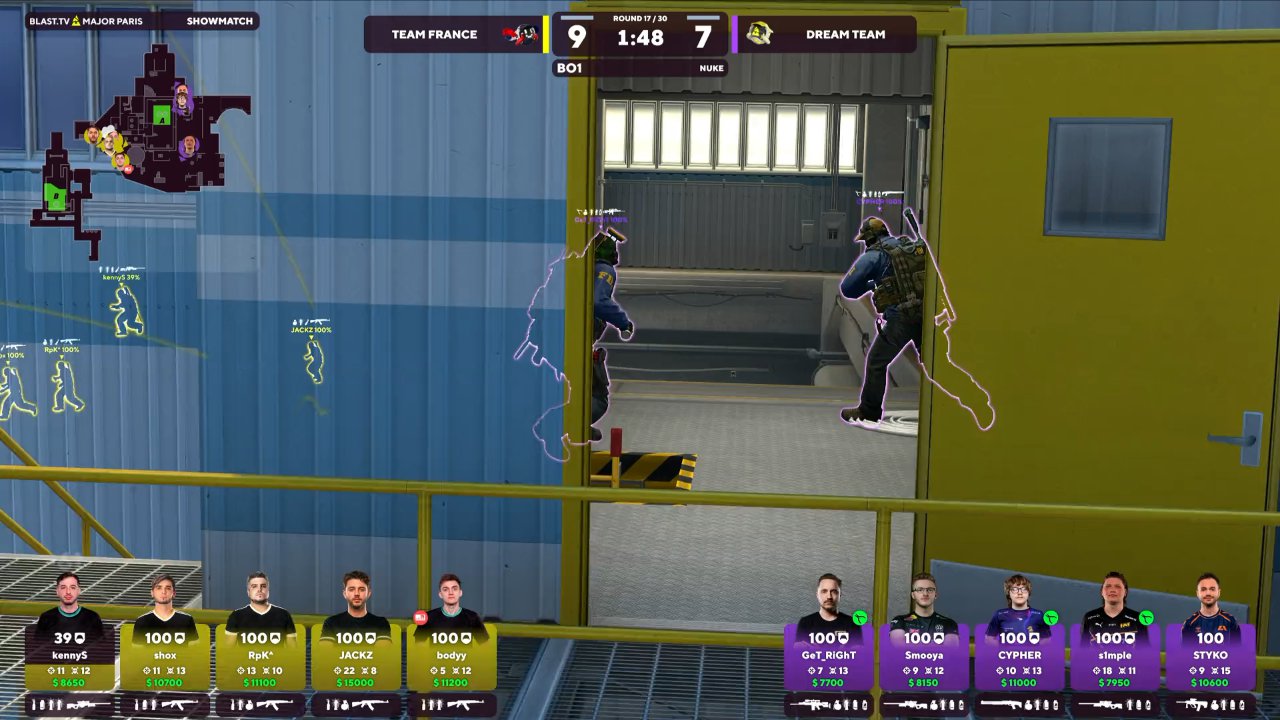 BLAST.TV MAJOR PARIS SHOWMATCH
TEAM FRANCE 9 ROUND 17 / 30 1:48 7 DREAM TEAM
BO1 NUKE
A
B
CYPHER 100%
kennyS 39%
JACKZ 100%
RpK^ 100%
39 100 100 100 100 100 100 100 100 100
kennyS shox RpK^ JACKZ bodyy GeT_RiGhT Smooya CYPHER s1mple STYKO
11 12 11 13 13 10 22 8 5 12 7 13 9 12 10 13 18 11 9 15
$8650 $10700 $11100 $15000 $11200 $7700 $8150 $11000 $7950 $10600